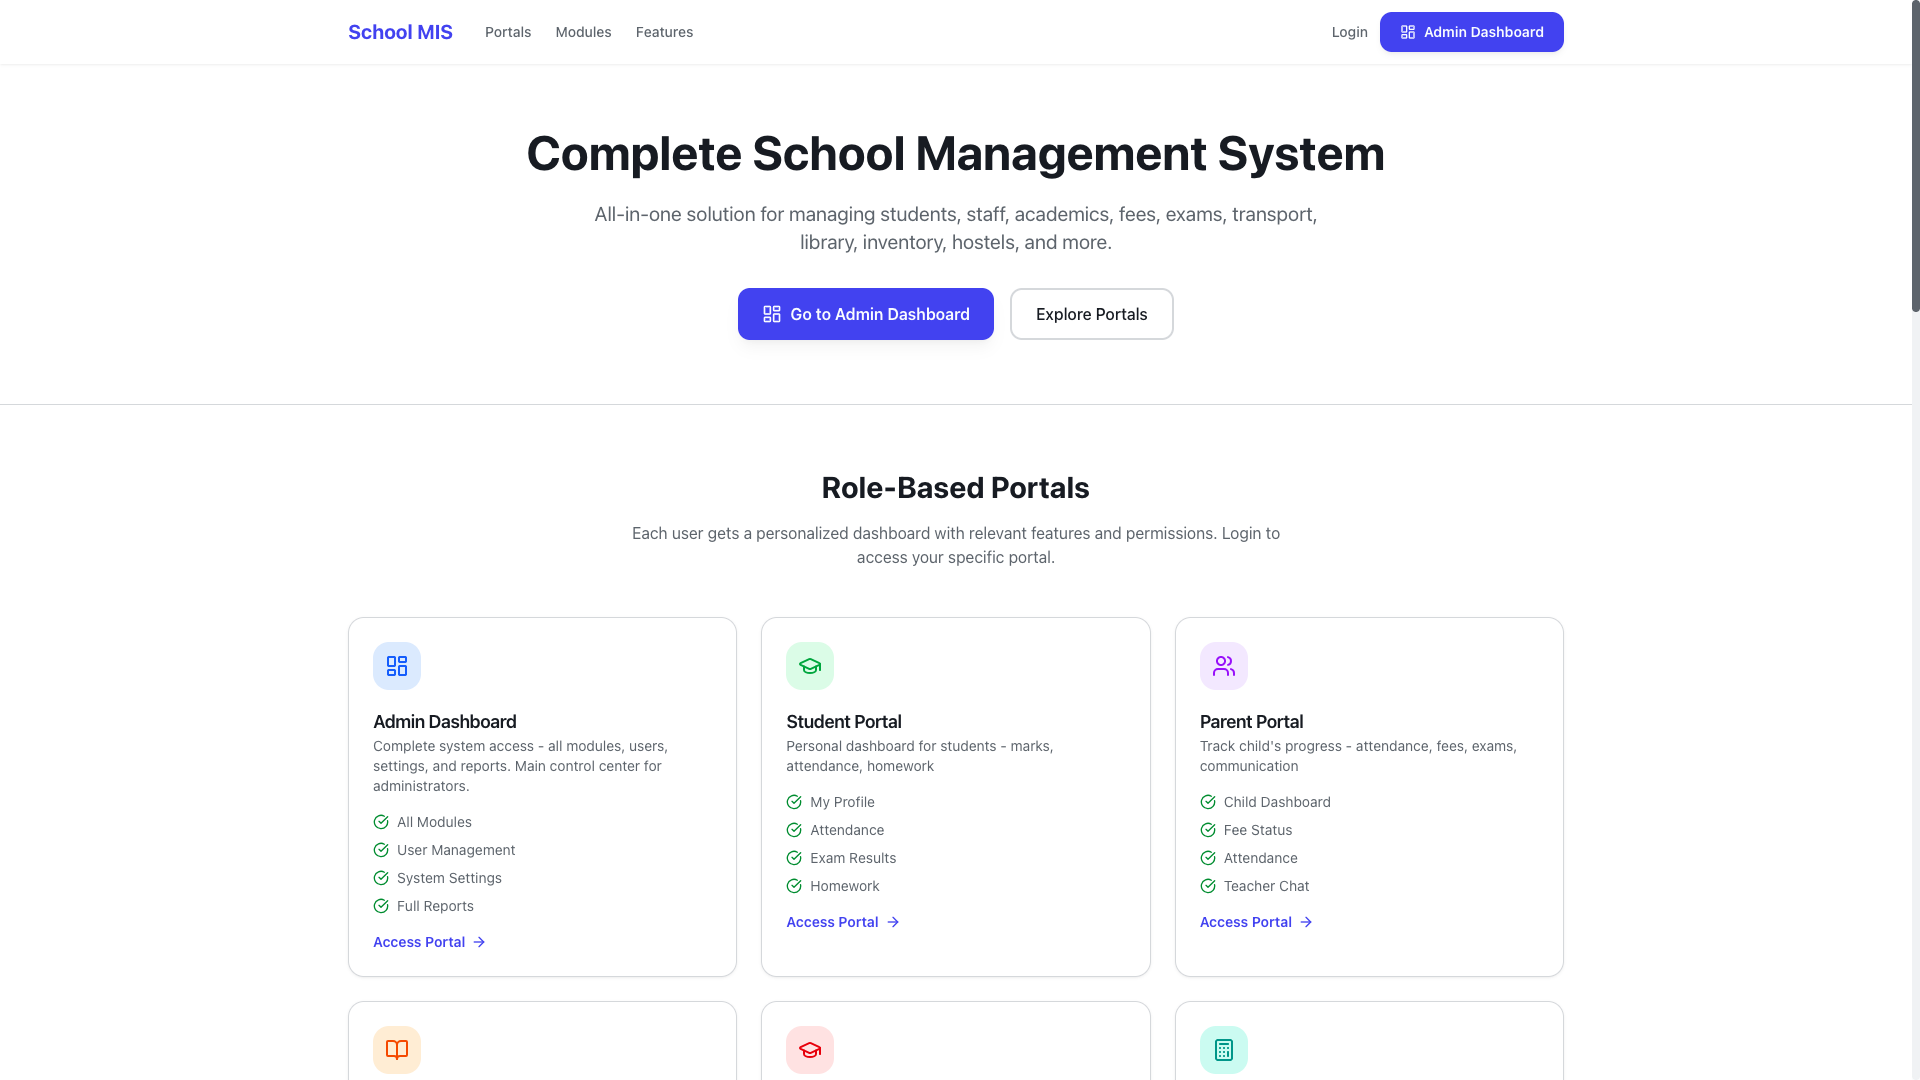 School MIS
Portals
Modules
Features
Login
Admin Dashboard
Complete School Management System
All-in-one solution for managing students, staff, academics, fees, exams, transport,
library, inventory, hostels, and more.
Go to Admin Dashboard
Explore Portals
Role-Based Portals
Each user gets a personalized dashboard with relevant features and permissions. Login to
access your specific portal.
Admin Dashboard
Complete system access - all modules, users,
settings, and reports. Main control center for
administrators.
All Modules
User Management
System Settings
Full Reports
Access Portal
Student Portal
Personal dashboard for students - marks,
attendance, homework
My Profile
Attendance
Exam Results
Homework
Access Portal
Parent Portal
Track child's progress - attendance, fees, exams,
communication
Child Dashboard
Fee Status
Attendance
Teacher Chat
Access Portal